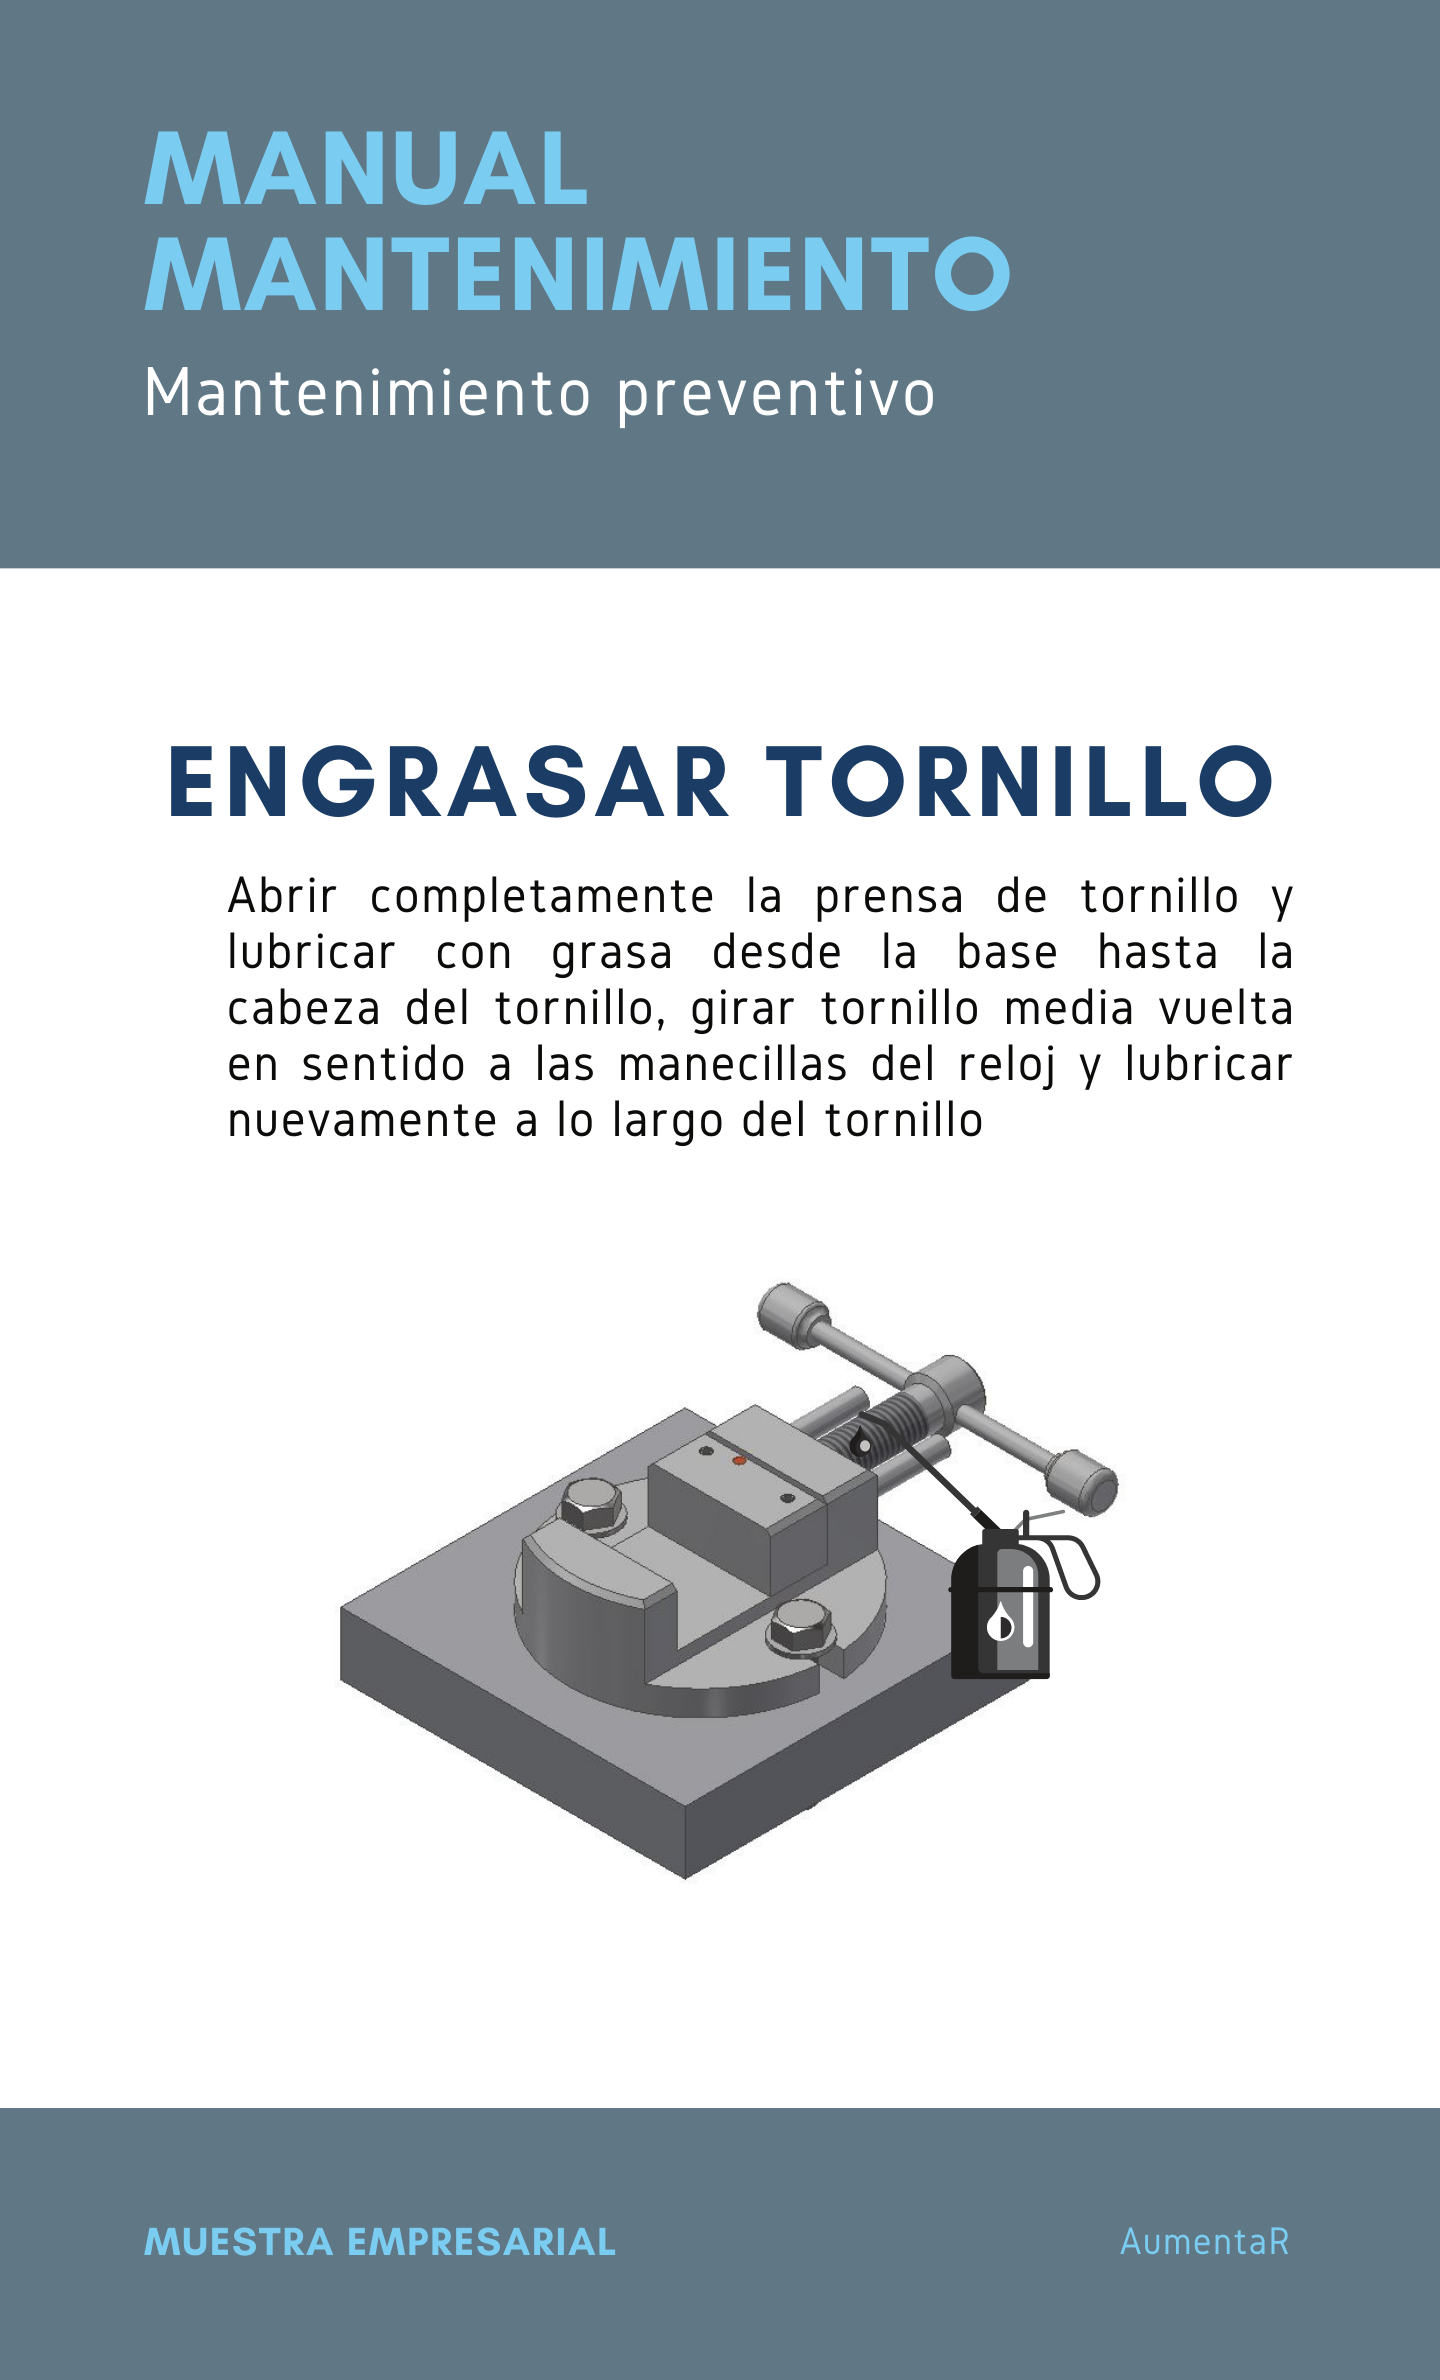 MANUAL
MANTENIMIENTO
Mantenimiento preventivo
ENGRASAR TORNILLO
Abrir completamente la prensa de tornillo y
lubricar con grasa desde la base hasta la
cabeza del tornillo, girar tornillo media vuelta
en sentido a las manecillas del reloj y lubricar
nuevamente a lo largo del tornillo
MUESTRA EMPRESARIAL
AumentaR